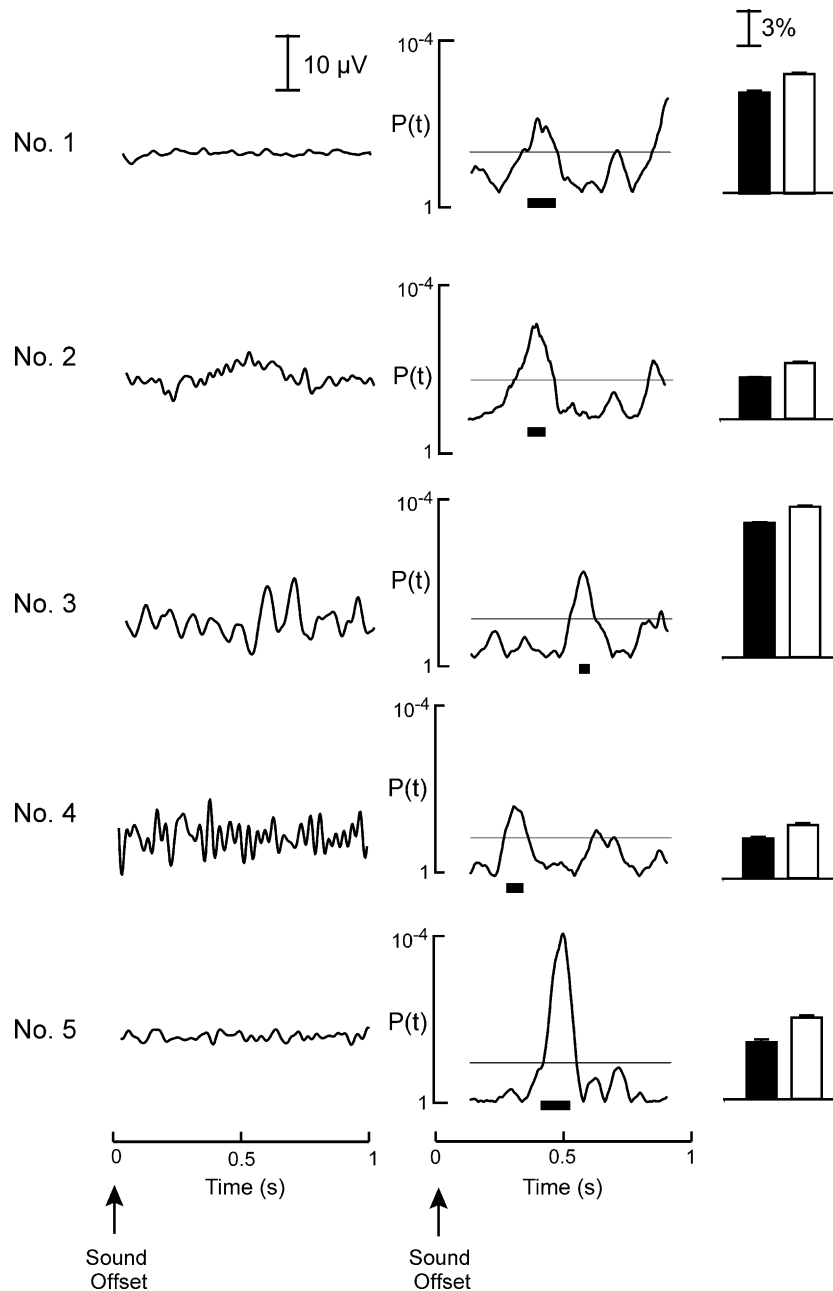 3%
10 µV
10-4
No. 1
P(t)
1
10-4
No. 2
P(t)
1
10-4
No. 3
P(t)
1
10-4
No. 4
P(t)
1
10-4
No. 5
P(t)
1
0 0.5 1
0 0.5 1
Time (s)
Time (s)
Sound
Offset
Sound
Offset